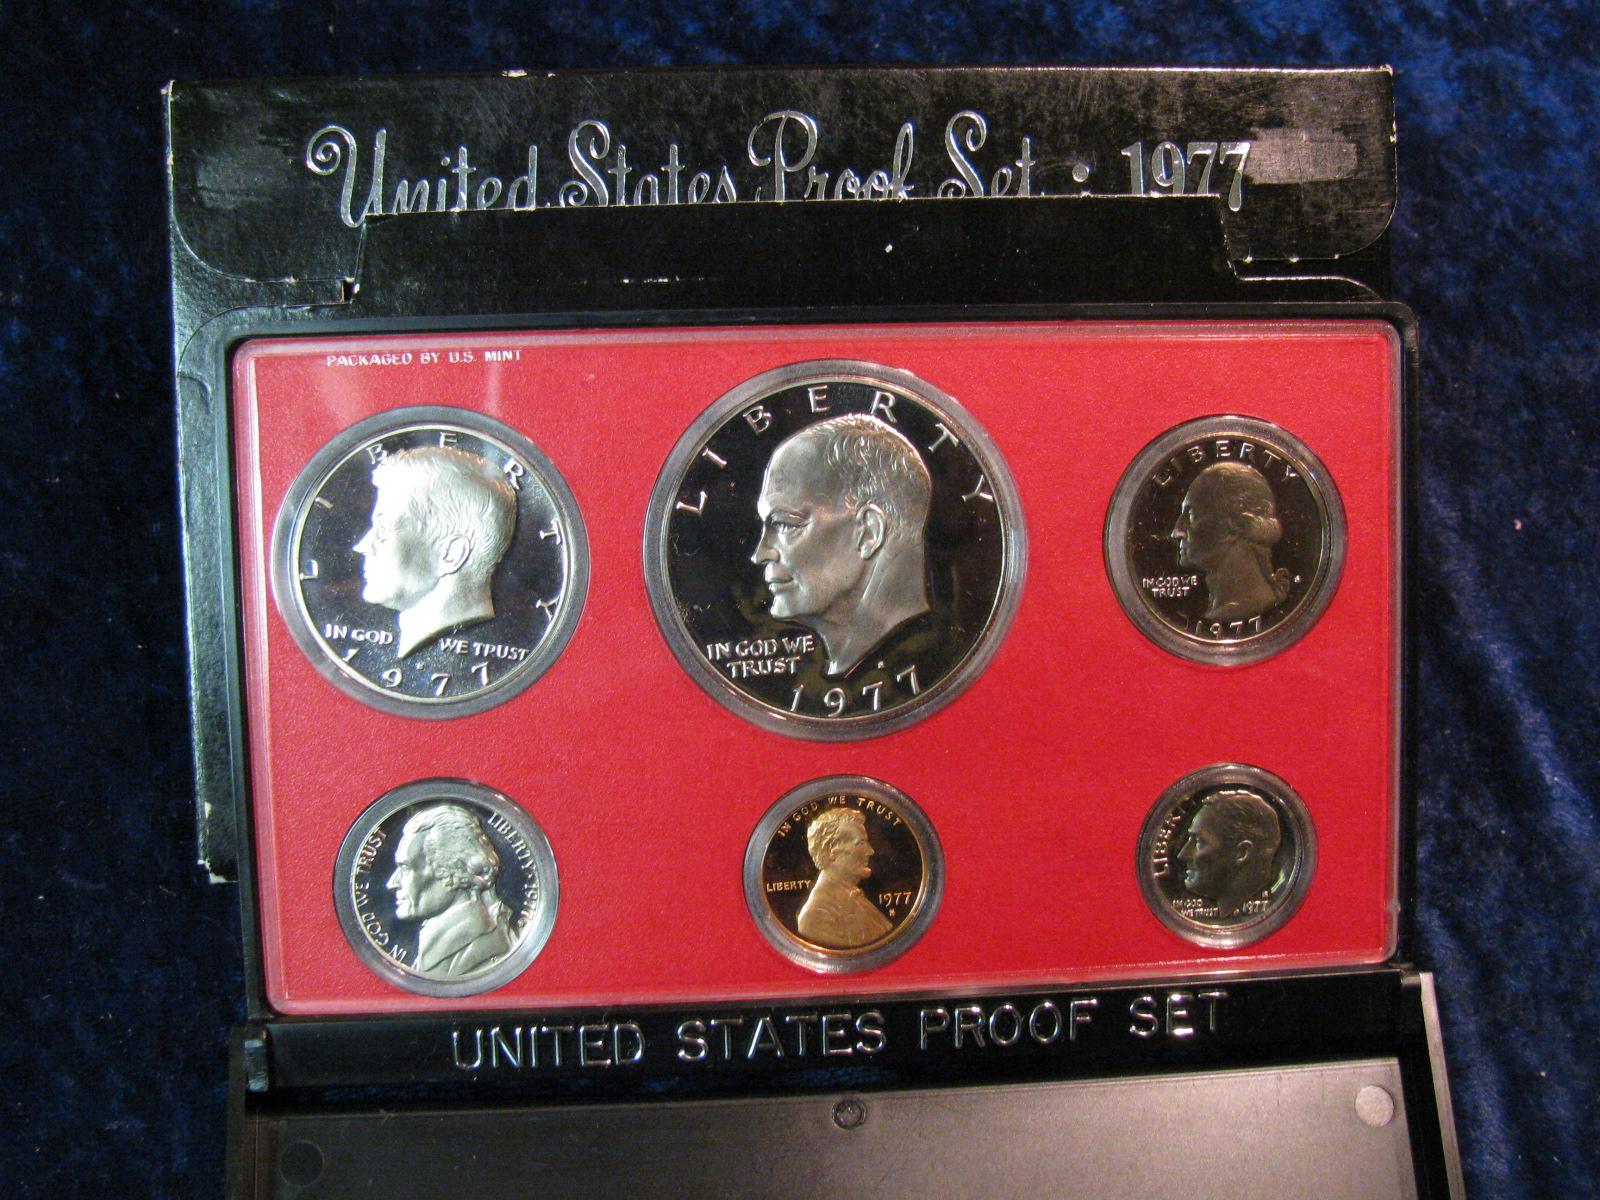 United States Proof Set · 1977
PACKAGED BY U.S. MINT
LIBERTY
IN GOD WE TRUST
1977
LIBERTY
IN GOD WE
TRUST
1977
LIBERTY
IN GOD WE
TRUST
1977
IN GOD WE TRUST
LIBERTY · 1977
IN GOD WE TRUST
LIBERTY
1977
S
LIBERTY
IN GOD
WE TRUST
1977
UNITED STATES PROOF SET